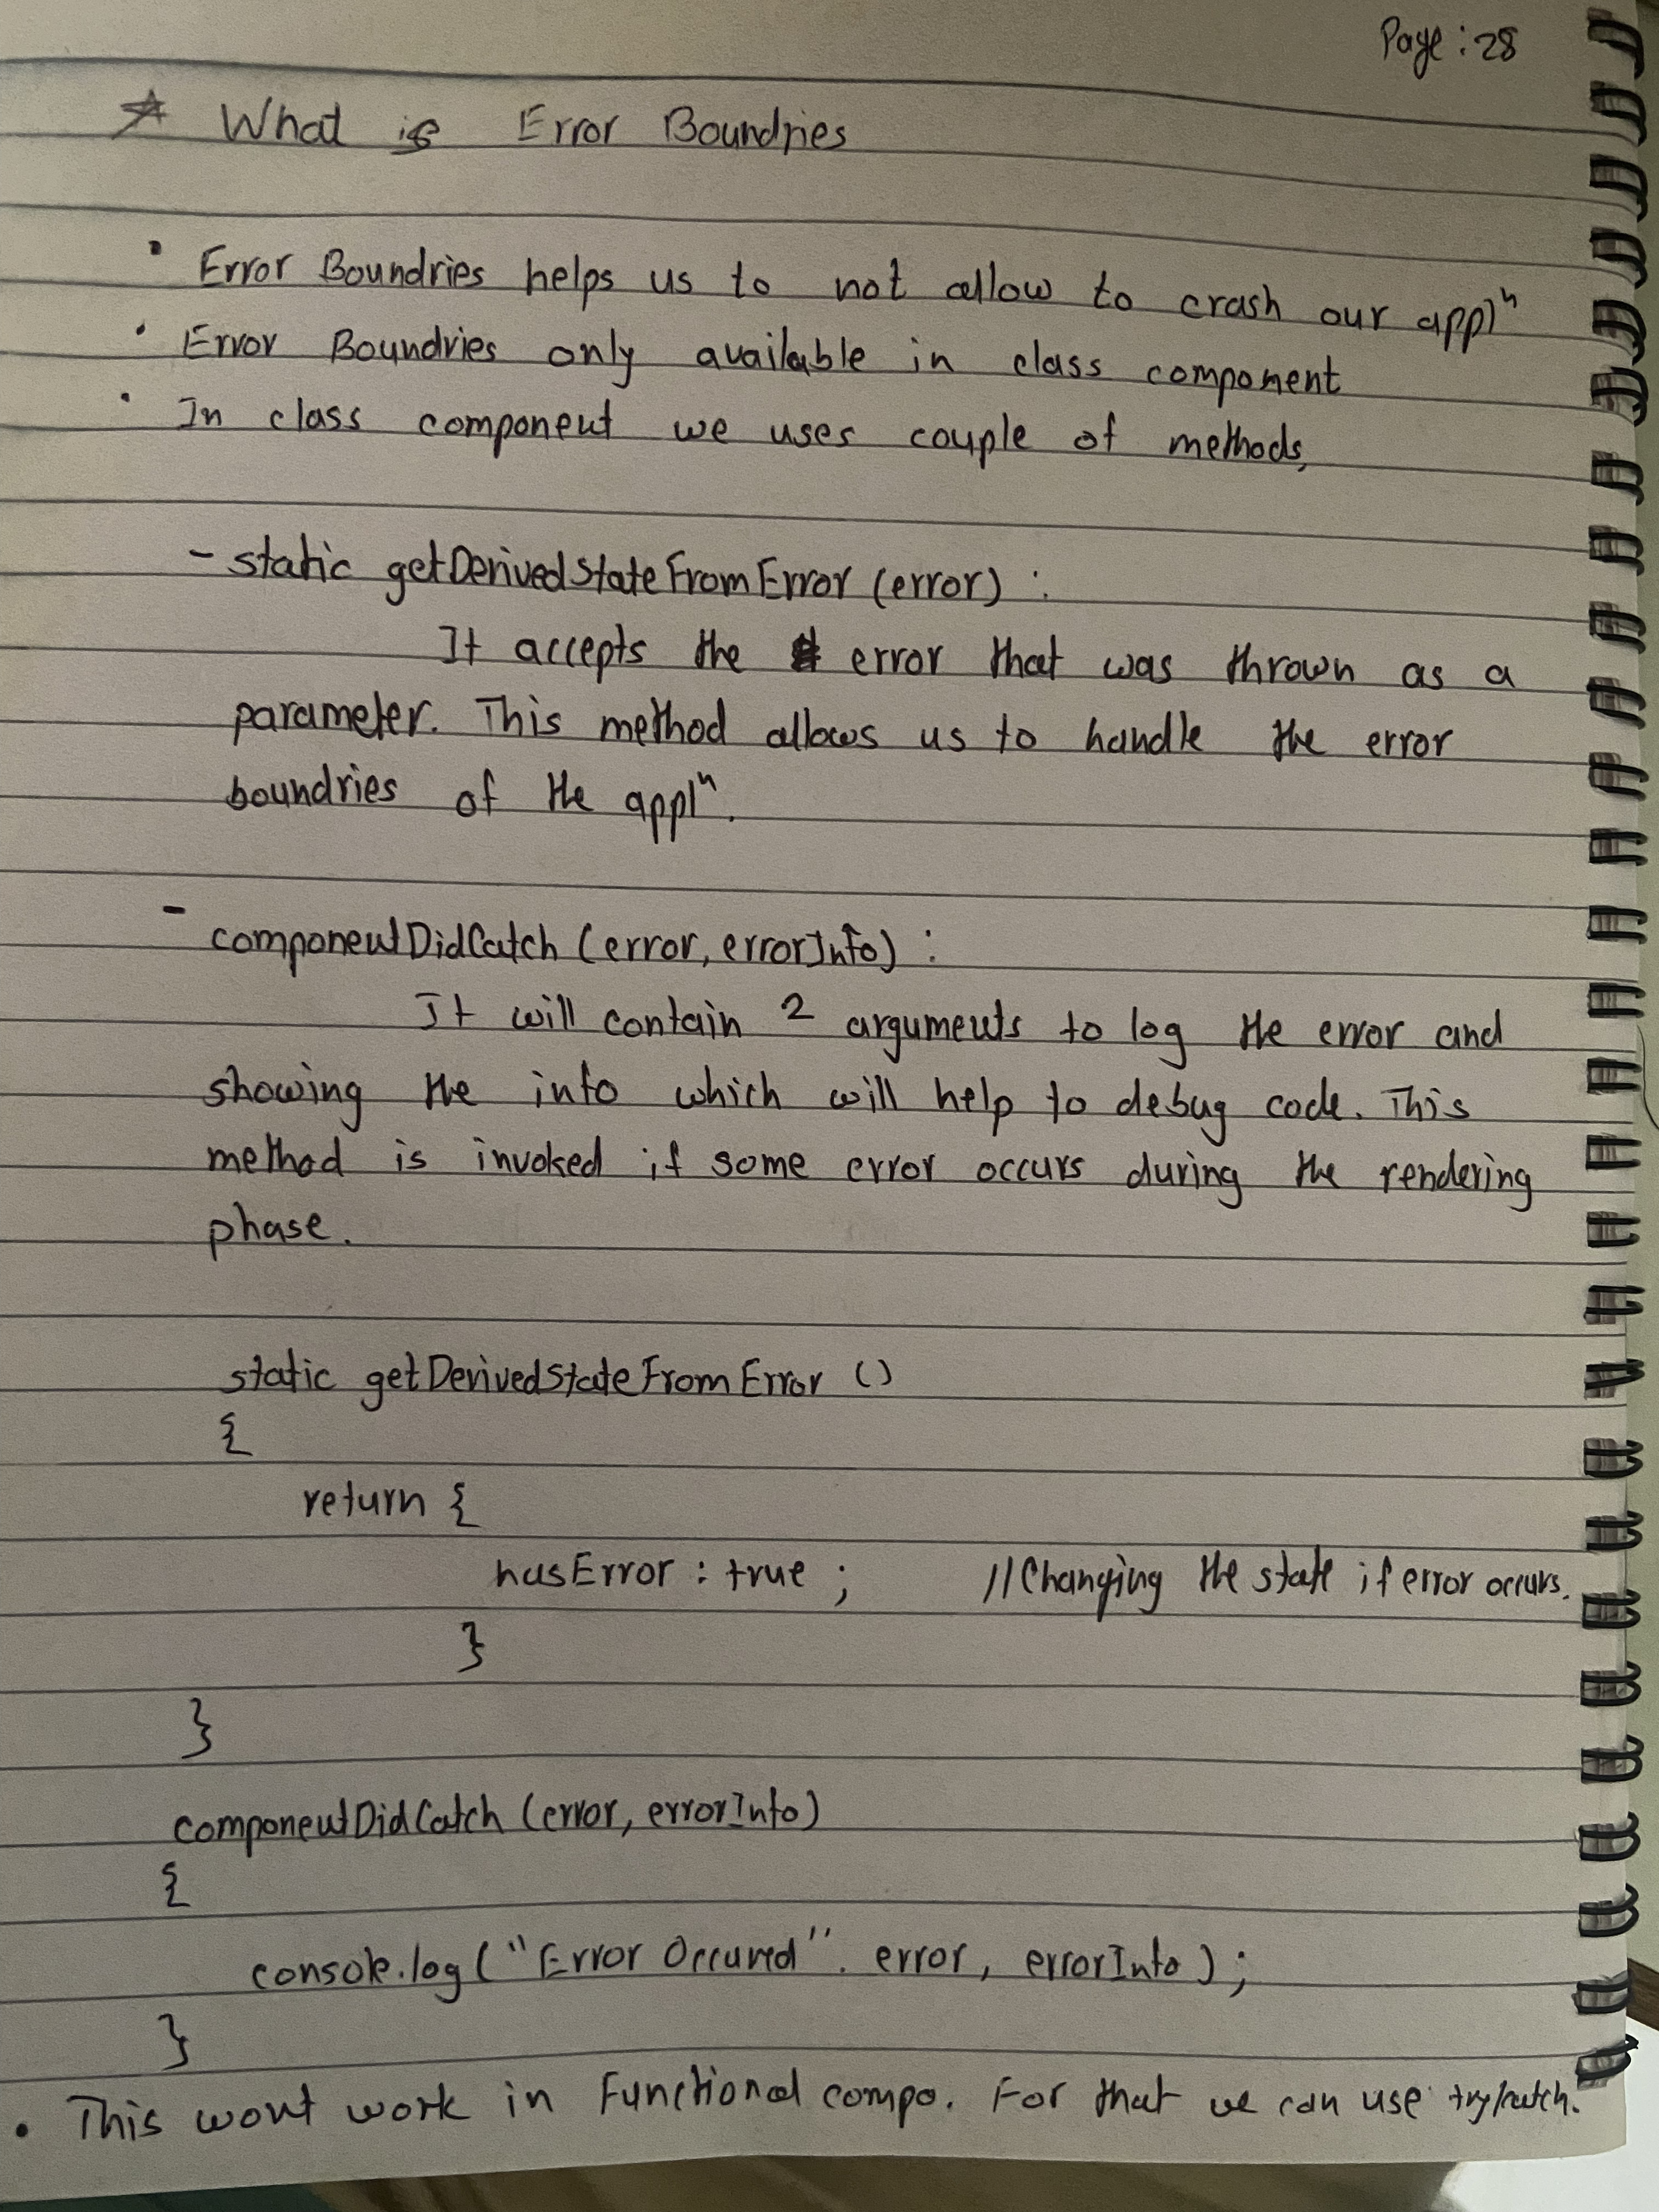 Page : 28
☆ What is Error Boundries
• Error Boundries helps us to not allow to crash our applⁿ
• Error Boundries only available in class component
• In class component we uses couple of methods,
- static getDerivedStateFromError (error) :
It accepts the error that was thrown as a
parameter. This method allows us to handle the error
boundries of the applⁿ.
- componentDidCatch (error, errorInfo) :
It will contain 2 arguments to log the error and
showing the info which will help to debug code. This
method is invoked if some error occurs during the rendering
phase.
static getDerivedStateFromError ()
{
return {
hasError : true ; //Changing the state if error occurs.
}
}
componentDidCatch (error, errorInfo)
{
console.log ("Error Occured". error, errorInfo) ;
}
• This wont work in Functional compo. For that we can use try/catch.